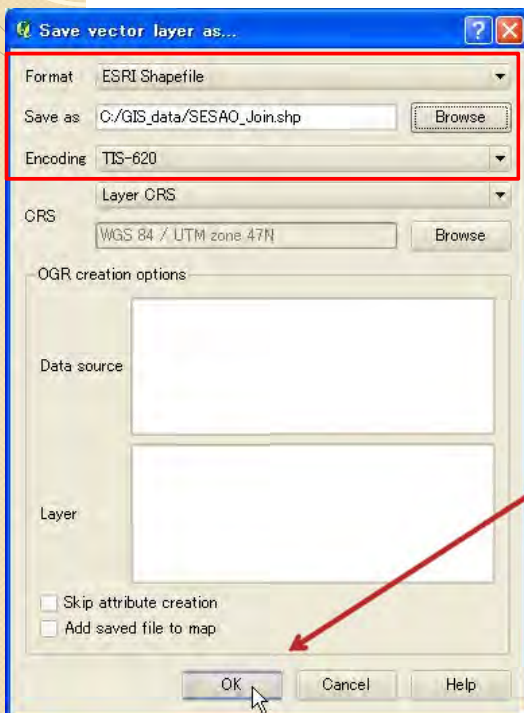 Save vector layer as...
Format ESRI Shapefile
Save as C:/GIS_data/SESAO_Join.shp Browse
Encoding TIS-620
Layer CRS
CRS
WGS 84 / UTM zone 47N Browse
OGR creation options
Data source
Layer
Skip attribute creation
Add saved file to map
OK Cancel Help